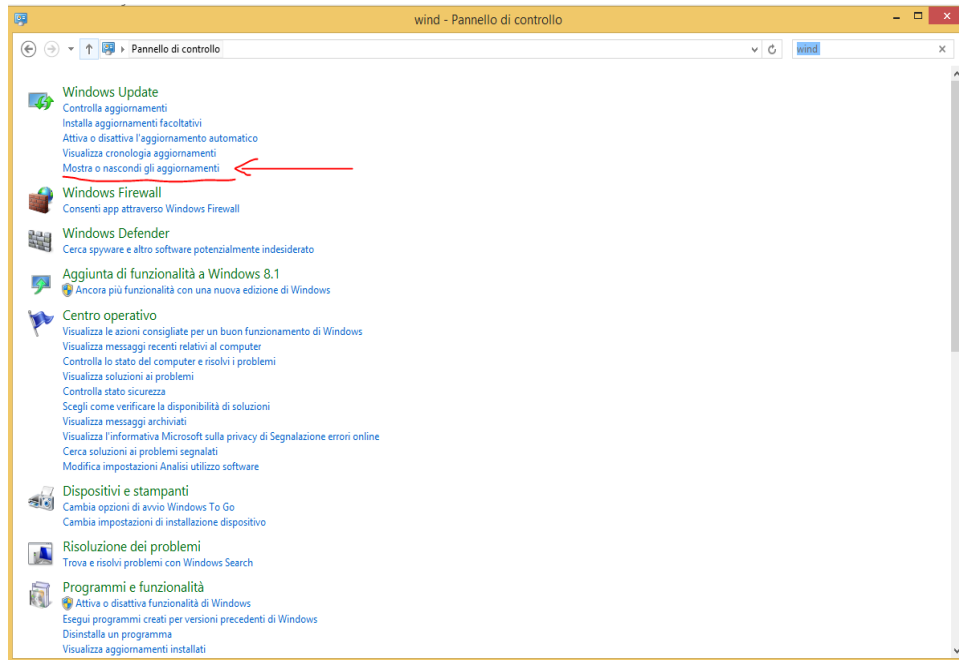 wind - Pannello di controllo
Pannello di controllo
wind
Windows Update
Controlla aggiornamenti
Installa aggiornamenti facoltativi
Attiva o disattiva l'aggiornamento automatico
Visualizza cronologia aggiornamenti
Mostra o nascondi gli aggiornamenti
Windows Firewall
Consenti app attraverso Windows Firewall
Windows Defender
Cerca spyware e altro software potenzialmente indesiderato
Aggiunta di funzionalità a Windows 8.1
Ancora più funzionalità con una nuova edizione di Windows
Centro operativo
Visualizza le azioni consigliate per un buon funzionamento di Windows
Visualizza messaggi recenti relativi al computer
Controlla lo stato del computer e risolvi i problemi
Visualizza soluzioni ai problemi
Controlla stato sicurezza
Scegli come verificare la disponibilità di soluzioni
Visualizza messaggi archiviati
Visualizza l'informativa Microsoft sulla privacy di Segnalazione errori online
Cerca soluzioni ai problemi segnalati
Modifica impostazioni Analisi utilizzo software
Dispositivi e stampanti
Cambia opzioni di avvio Windows To Go
Cambia impostazioni di installazione dispositivo
Risoluzione dei problemi
Trova e risolvi problemi con Windows Search
Programmi e funzionalità
Attiva o disattiva funzionalità di Windows
Esegui programmi creati per versioni precedenti di Windows
Disinstalla un programma
Visualizza aggiornamenti installati